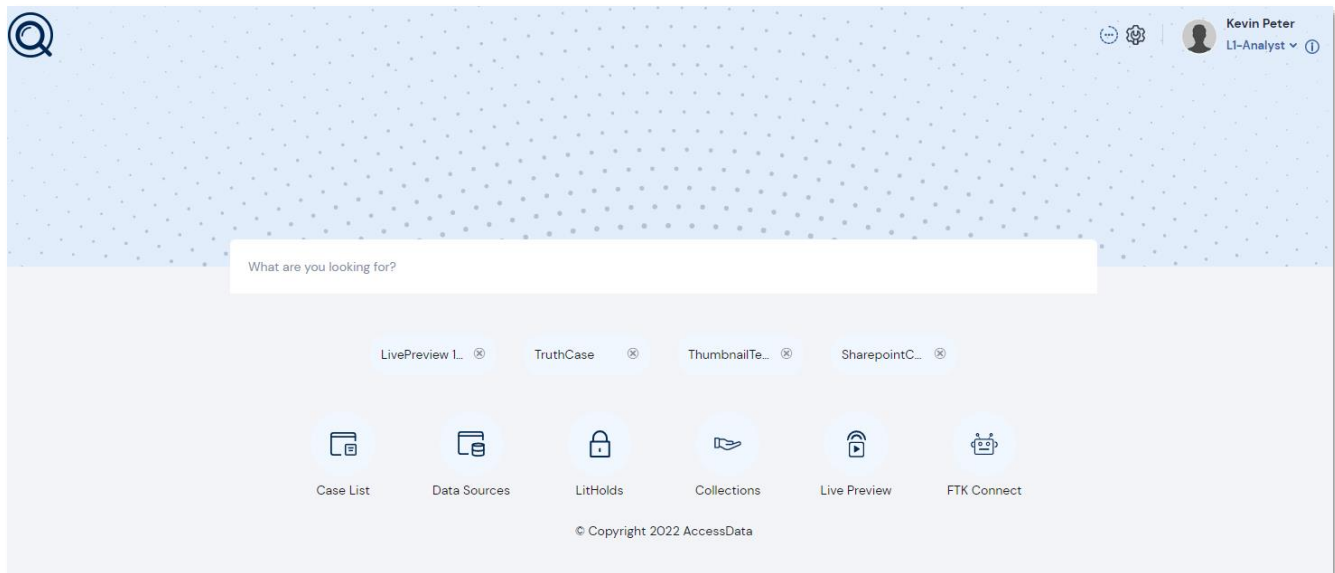 Kevin Peter
L1-Analyst
What are you looking for?
LivePreview 1... TruthCase ThumbnailTe... SharepointC...
Case List Data Sources LitHolds Collections Live Preview FTK Connect
© Copyright 2022 AccessData